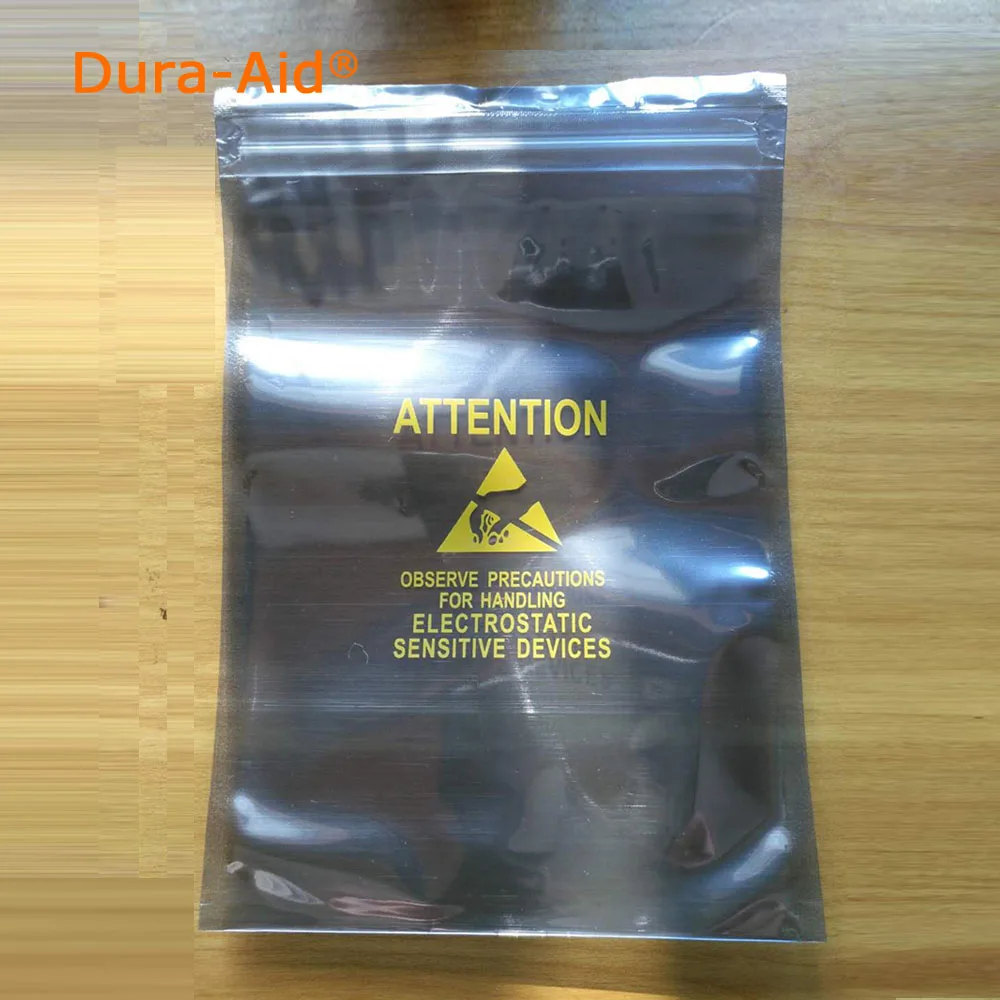 Dura-Aid®
ATTENTION
OBSERVE PRECAUTIONS
FOR HANDLING
ELECTROSTATIC
SENSITIVE DEVICES